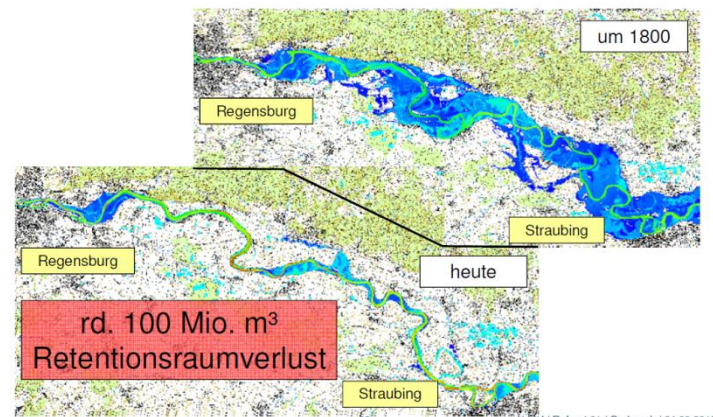 um 1800
Regensburg
Straubing
Regensburg
heute
rd. 100 Mio. m³
Retentionsraumverlust
Straubing